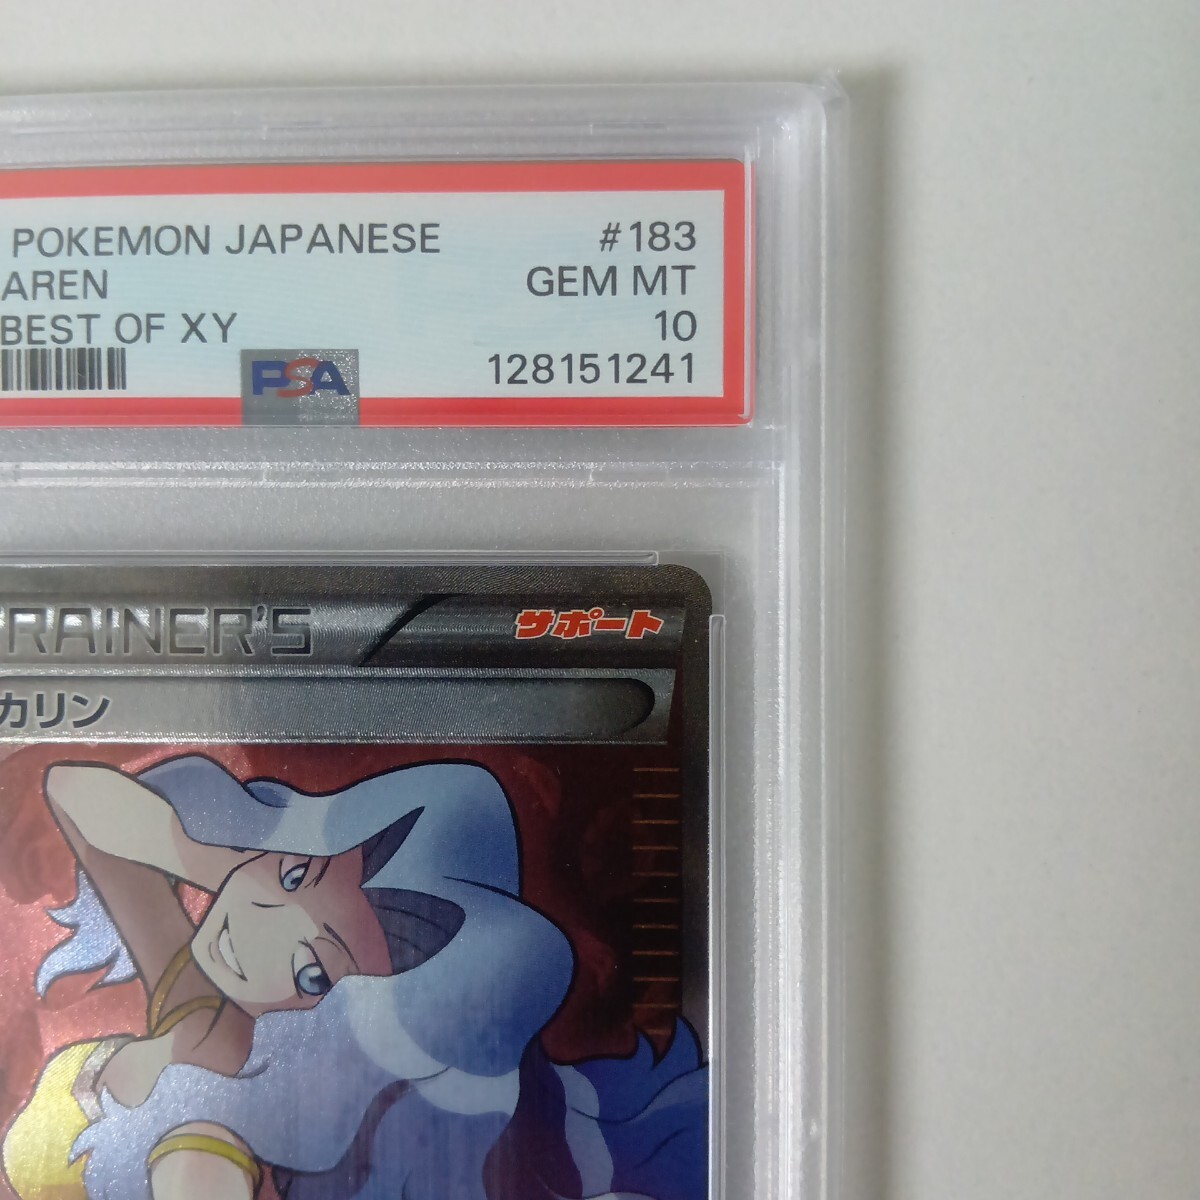 POKEMON JAPANESE #183
AREN GEM MT
BEST OF XY 10
PSA 128151241
TRAINER'S サポート
カリン